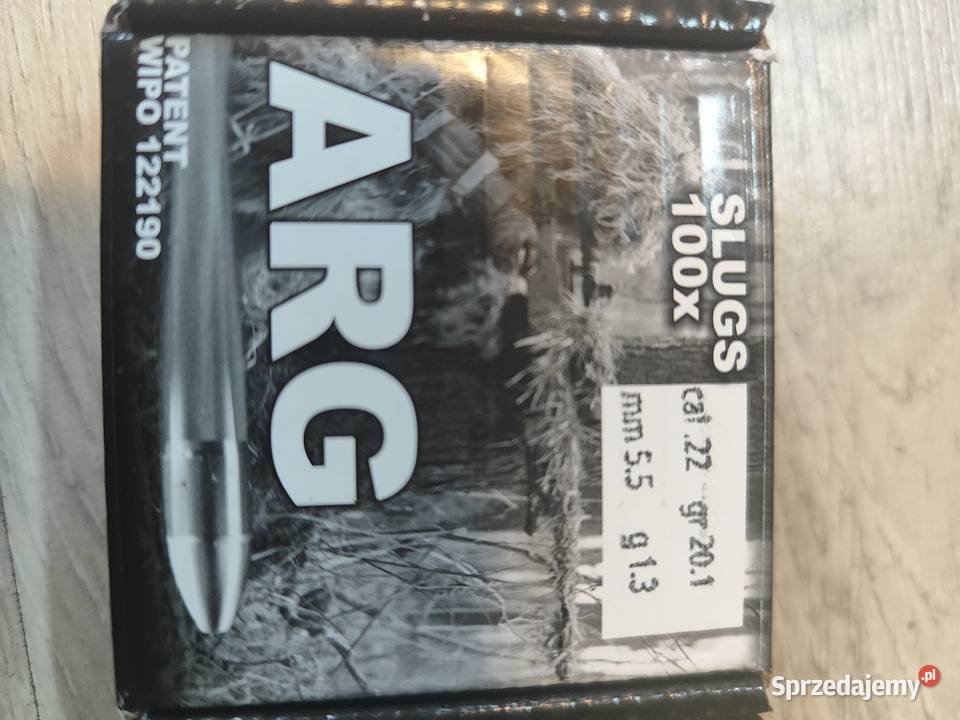 SLUGS
100x
cal .22 gr 20.1
mm 5,5 g 1.3
ARG
PATENT
WIPO 122190
Sprzedajemy.pl